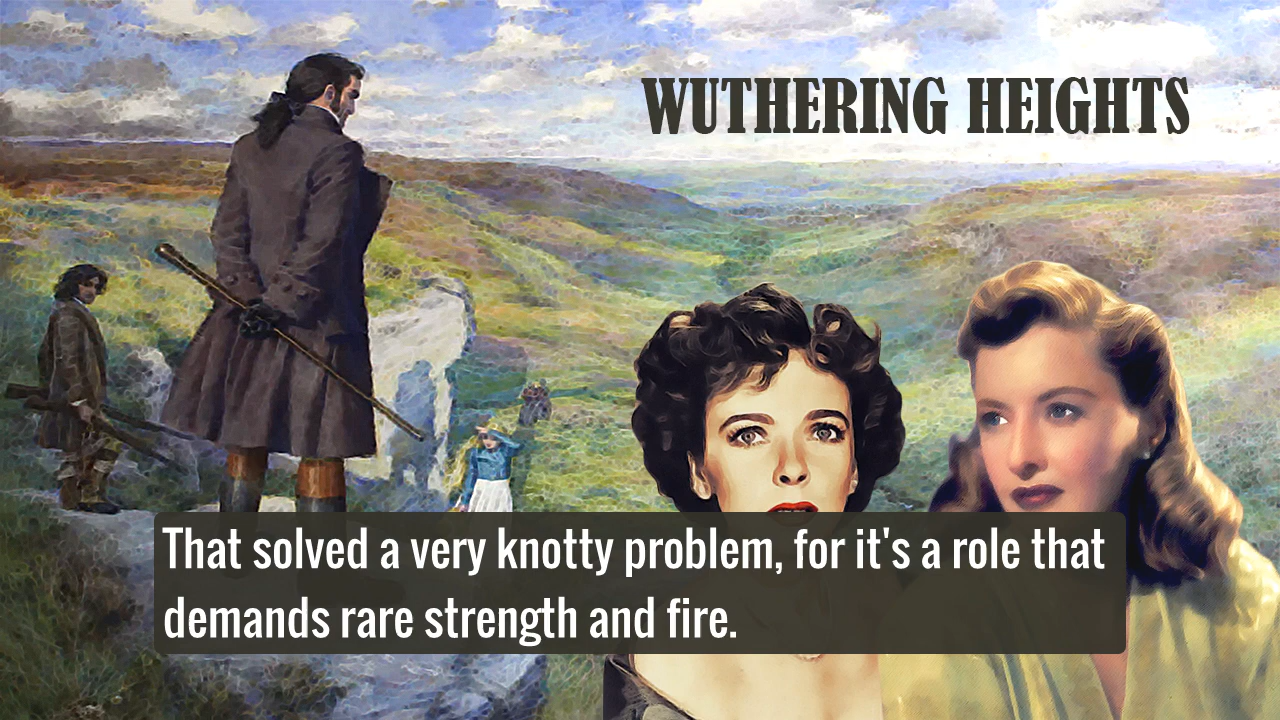 WUTHERING HEIGHTS
That solved a very knotty problem, for it's a role that
demands rare strength and fire.